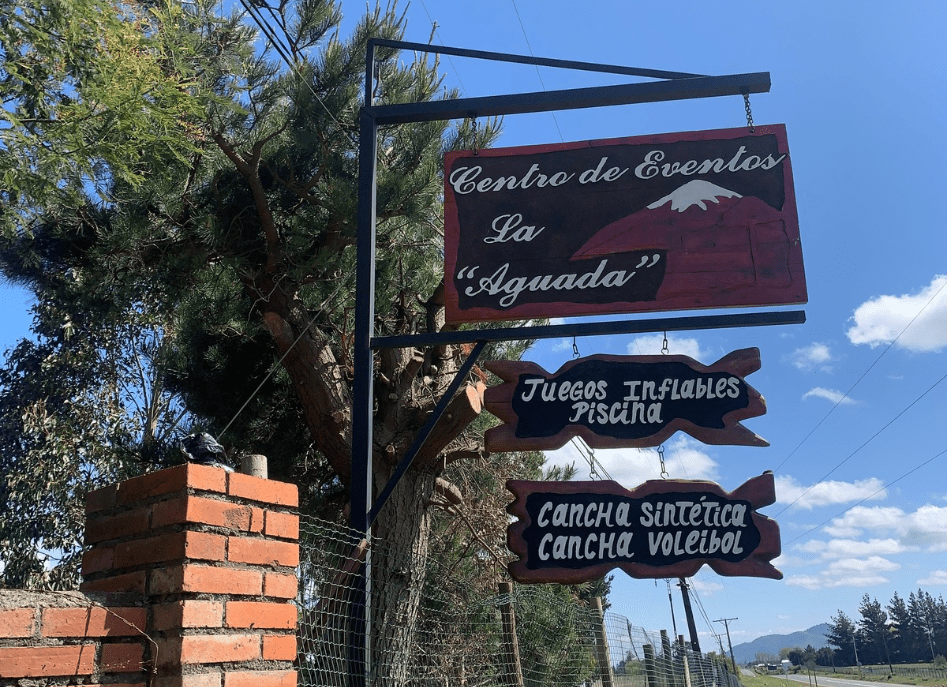 Centro de Eventos
La
“Aguada”
Juegos Inflables
Piscina
Cancha Sintética
Cancha Voleibol